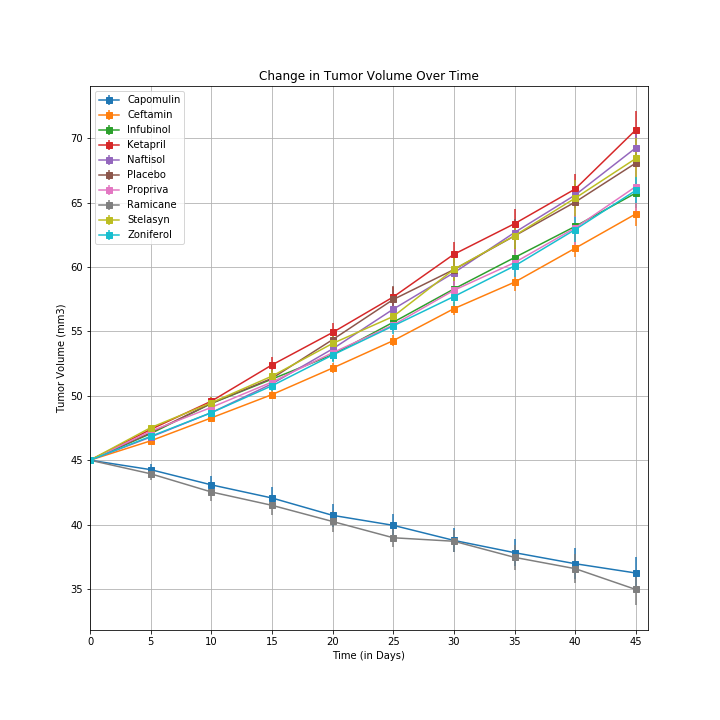 Change in Tumor Volume Over Time
Capomulin
Ceftamin
Infubinol
Ketapril
Naftisol
Placebo
Propriva
Ramicane
Stelasyn
Zoniferol
Tumor Volume (mm3)
70
65
60
55
50
45
40
35
0 5 10 15 20 25 30 35 40 45
Time (in Days)